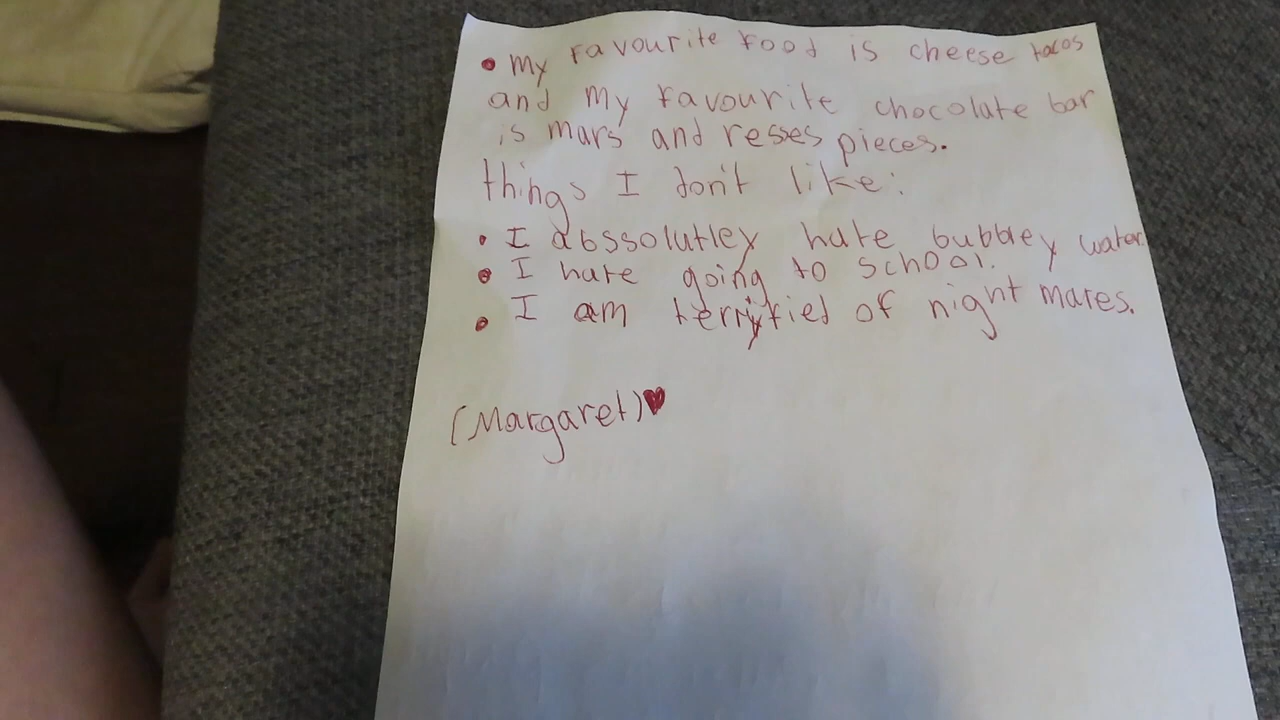 • my favourite food is cheese tacos
and my favourite chocolate bar
is mars and resses pieces.
things I don't like:
• I abssolutley hate bubbley water
• I hate going to school.
• I am terrified of night mares.
(Margaret)♥